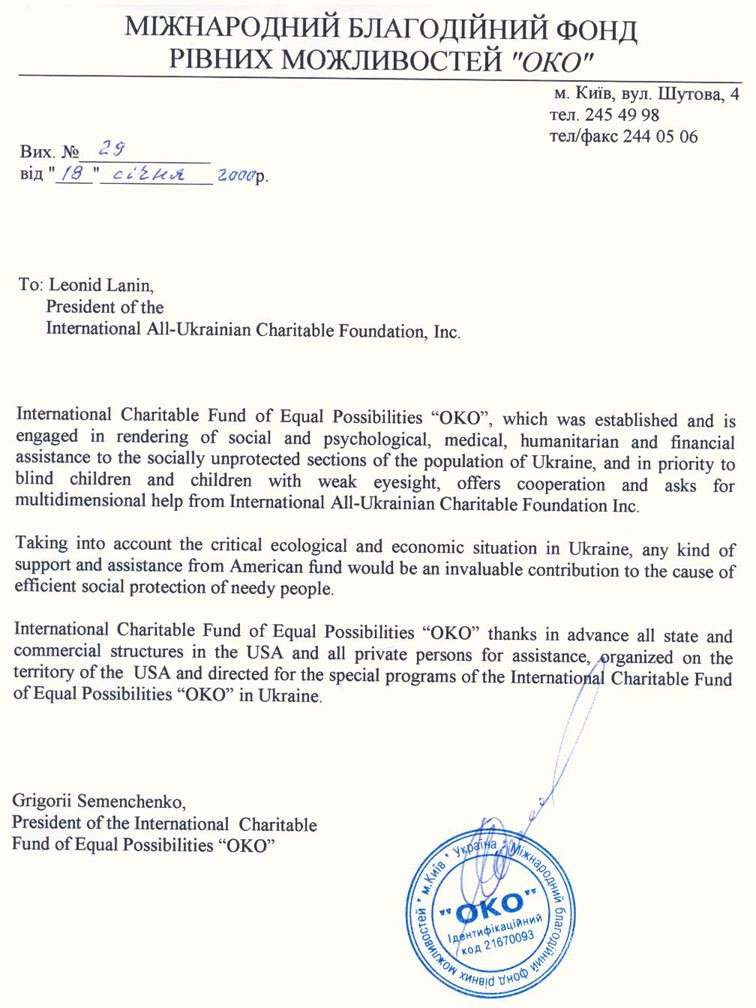 МІЖНАРОДНИЙ БЛАГОДІЙНИЙ ФОНД
РІВНИХ МОЖЛИВОСТЕЙ "ОКО"
м. Київ, вул. Шутова, 4
тел. 245 49 98
тел/факс 244 05 06
Вих. № 29
від "18" січня 2000р.
To: Leonid Lanin,
President of the
International All-Ukrainian Charitable Foundation, Inc.
International Charitable Fund of Equal Possibilities “OKO”, which was established and is
engaged in rendering of social and psychological, medical, humanitarian and financial
assistance to the socially unprotected sections of the population of Ukraine, and in priority to
blind children and children with weak eyesight, offers cooperation and asks for
multidimensional help from International All-Ukrainian Charitable Foundation Inc.
Taking into account the critical ecological and economic situation in Ukraine, any kind of
support and assistance from American fund would be an invaluable contribution to the cause of
efficient social protection of needy people.
International Charitable Fund of Equal Possibilities “OKO” thanks in advance all state and
commercial structures in the USA and all private persons for assistance, organized on the
territory of the USA and directed for the special programs of the International Charitable Fund
of Equal Possibilities “OKO” in Ukraine.
Grigorii Semenchenko,
President of the International Charitable
Fund of Equal Possibilities “OKO”
* м.Київ * Україна * Міжнародний благодійний фонд рівних можливостей
"ОКО"
Ідентифікаційний
код 21670093